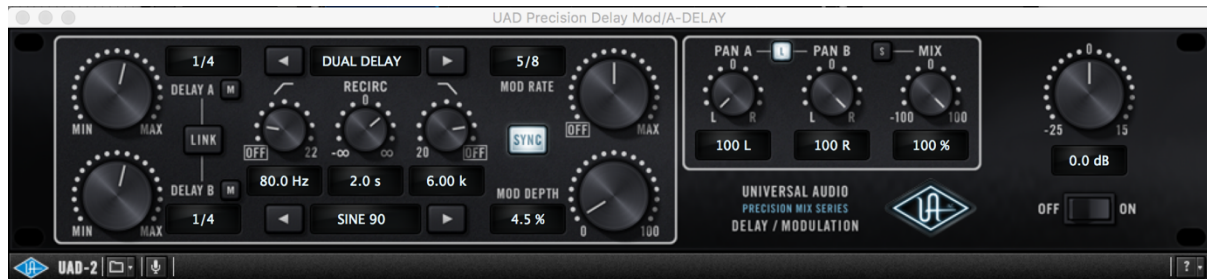 UAD Precision Delay Mod/A-DELAY
1/4
DELAY A
M
MIN
MAX
LINK
DELAY B
M
1/4
MIN
MAX
DUAL DELAY
RECIRC
0
OFF
22
-∞
∞
20
OFF
80.0 Hz
2.0 s
6.00 k
SINE 90
5/8
MOD RATE
OFF
MAX
SYNC
MOD DEPTH
4.5 %
0
100
PAN A
L
PAN B
S
MIX
0
0
0
L
R
L
R
-100
100
100 L
100 R
100 %
UNIVERSAL AUDIO
PRECISION MIX SERIES
DELAY / MODULATION
UA
0
-25
15
0.0 dB
OFF
ON
UA
UAD-2
?